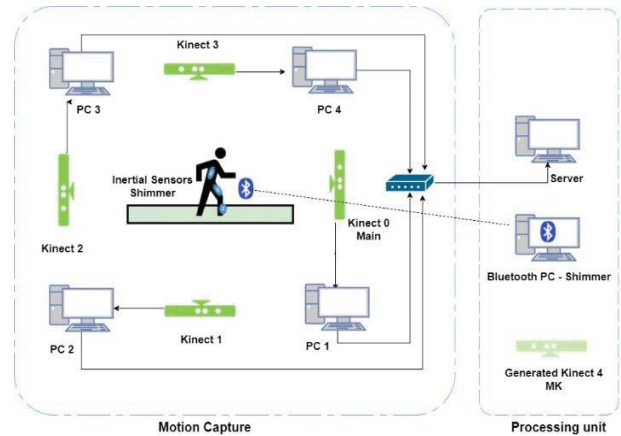 Kinect 3
PC 3
PC 4
Inertial Sensors
Shimmer
Server
Kinect 2
Kinect 0
Main
Bluetooth PC - Shimmer
Kinect 1
PC 2
PC 1
Generated Kinect 4
MK
Motion Capture
Processing unit